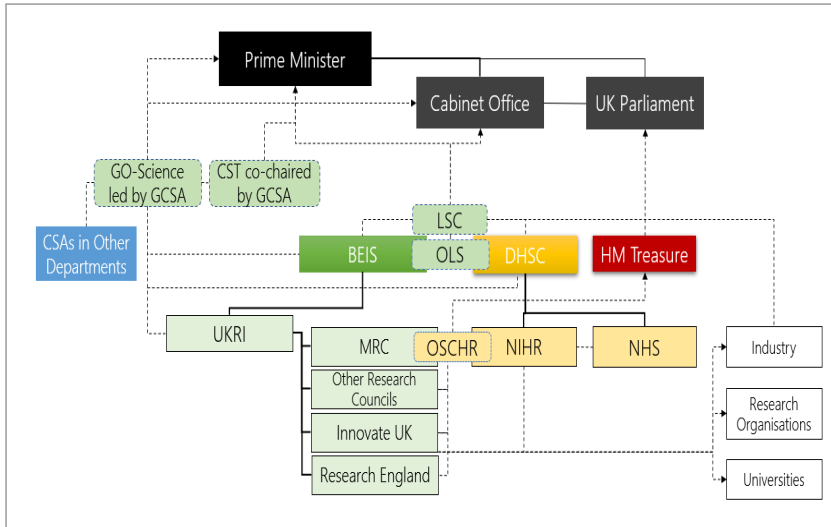 Prime Minister
Cabinet Office
UK Parliament
GO-Science
led by GCSA
CST co-chaired
by GCSA
LSC
CSAs in Other
Departments
BEIS
OLS
DHSC
HM Treasure
UKRI
MRC
OSCHR
NIHR
NHS
Industry
Other Research
Councils
Research
Organisations
Innovate UK
Research England
Universities